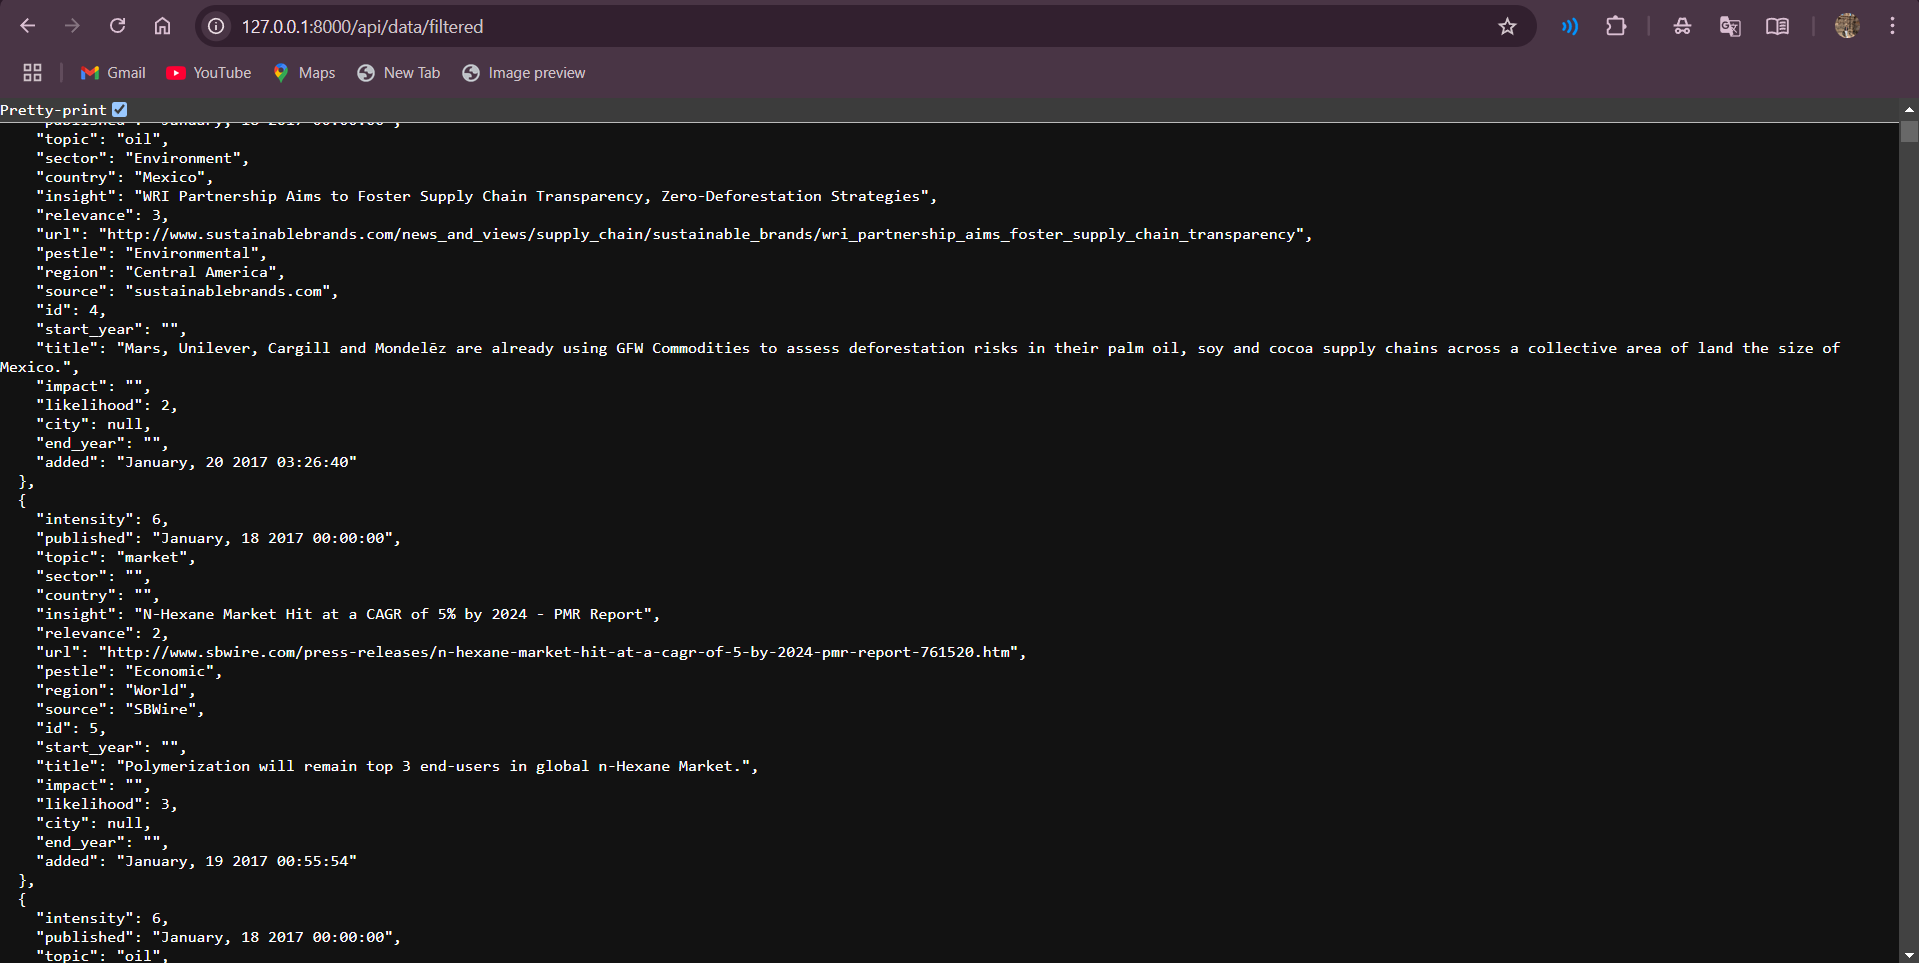 127.0.0.1:8000/api/data/filtered
Gmail YouTube Maps New Tab Image preview
Pretty-print
"published": "January, 18 2017 00:00:00",
"topic": "oil",
"sector": "Environment",
"country": "Mexico",
"insight": "WRI Partnership Aims to Foster Supply Chain Transparency, Zero-Deforestation Strategies",
"relevance": 3,
"url": "http://www.sustainablebrands.com/news_and_views/supply_chain/sustainable_brands/wri_partnership_aims_foster_supply_chain_transparency",
"pestle": "Environmental",
"region": "Central America",
"source": "sustainablebrands.com",
"id": 4,
"start_year": "",
"title": "Mars, Unilever, Cargill and Mondelēz are already using GFW Commodities to assess deforestation risks in their palm oil, soy and cocoa supply chains across a collective area of land the size of
Mexico.",
"impact": "",
"likelihood": 2,
"city": null,
"end_year": "",
"added": "January, 20 2017 03:26:40"
},
{
"intensity": 6,
"published": "January, 18 2017 00:00:00",
"topic": "market",
"sector": "",
"country": "",
"insight": "N-Hexane Market Hit at a CAGR of 5% by 2024 - PMR Report",
"relevance": 2,
"url": "http://www.sbwire.com/press-releases/n-hexane-market-hit-at-a-cagr-of-5-by-2024-pmr-report-761520.htm",
"pestle": "Economic",
"region": "World",
"source": "SBWire",
"id": 5,
"start_year": "",
"title": "Polymerization will remain top 3 end-users in global n-Hexane Market.",
"impact": "",
"likelihood": 3,
"city": null,
"end_year": "",
"added": "January, 19 2017 00:55:54"
},
{
"intensity": 6,
"published": "January, 18 2017 00:00:00",
"topic": "oil",